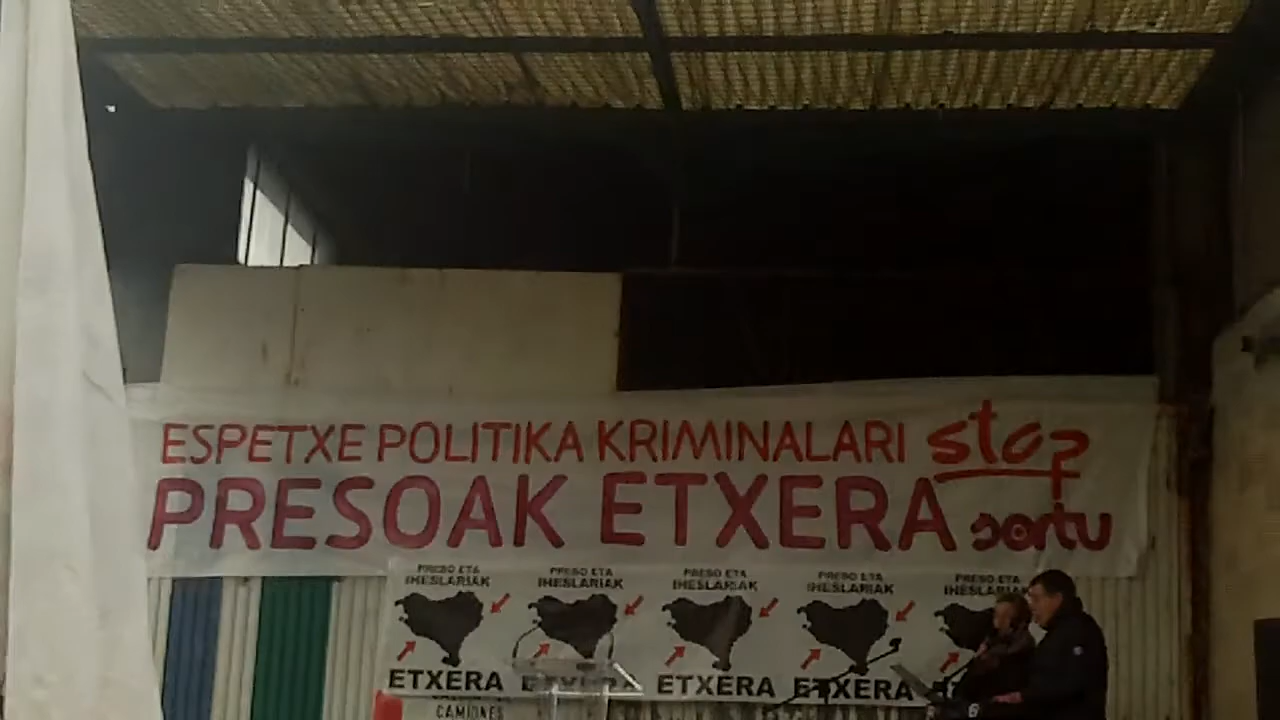 ESPETXE POLITIKA KRIMINALARI stop
PRESOAK ETXERA sortu
PRESO ETA IHESLARIAK ETXERA
PRESO ETA IHESLARIAK ETXERA
PRESO ETA IHESLARIAK ETXERA
PRESO ETA IHESLARIAK ETXERA
PRESO ETA IHESLARIAK
CAMIONES